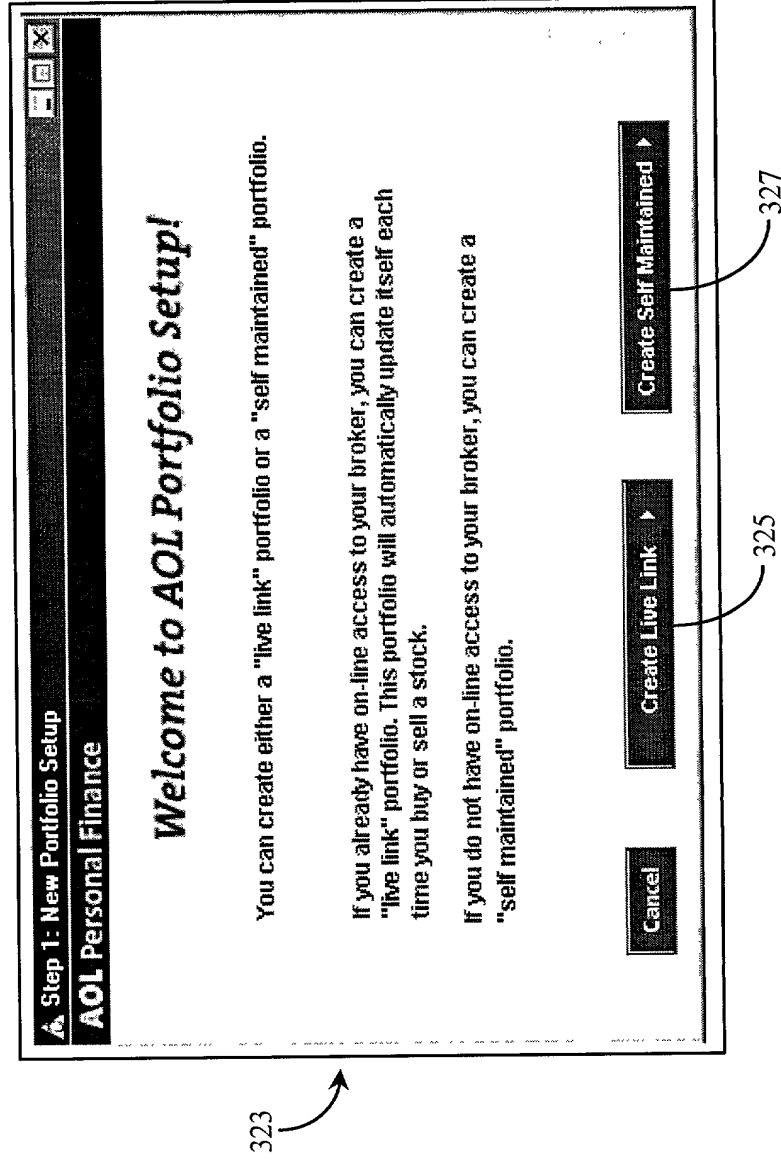 Step 1: New Portfolio Setup
AOL Personal Finance
Welcome to AOL Portfolio Setup!
You can create either a "live link" portfolio or a "self maintained" portfolio.
If you already have on-line access to your broker, you can create a
"live link" portfolio. This portfolio will automatically update itself each
time you buy or sell a stock.
If you do not have on-line access to your broker, you can create a
"self maintained" portfolio.
Cancel
Create Live Link
Create Self Maintained
323
325
327